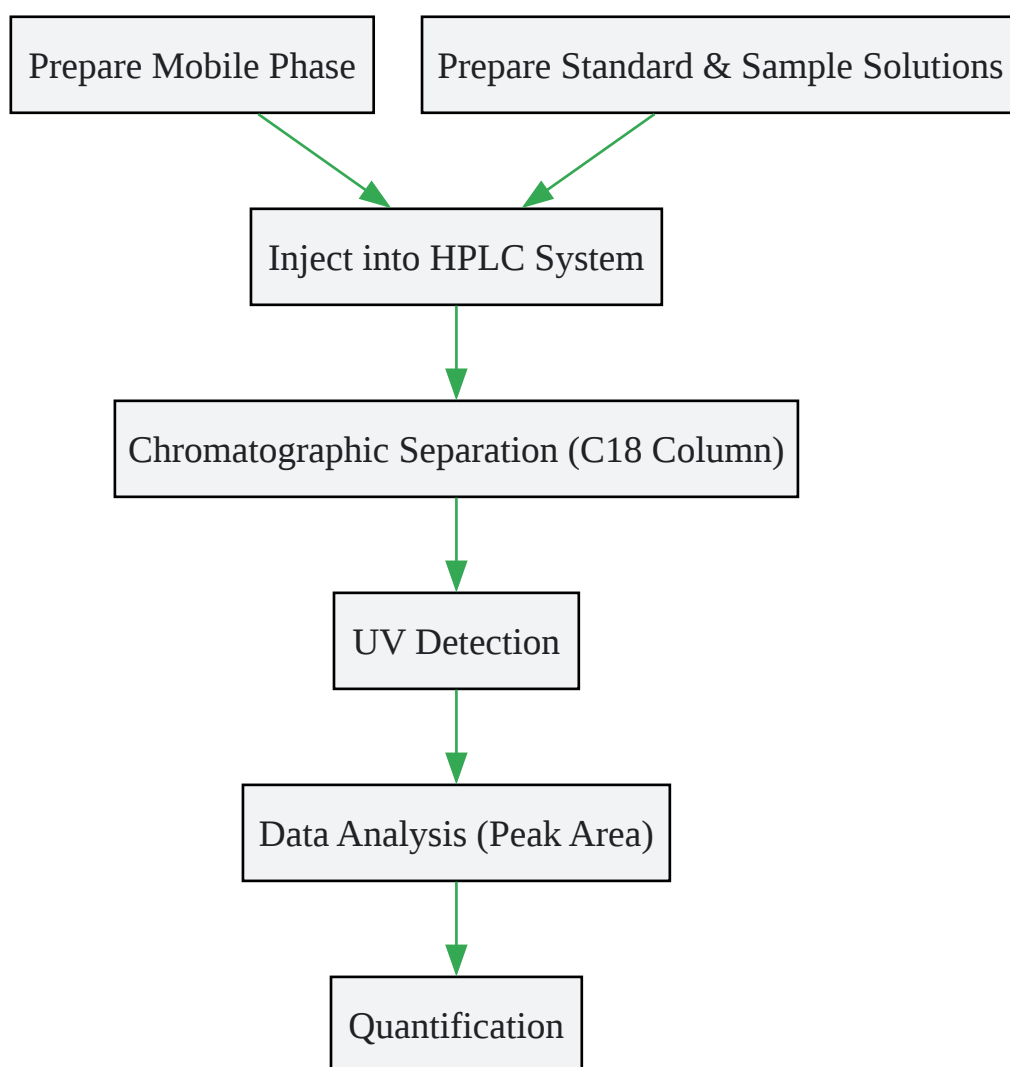 Prepare Mobile Phase
Prepare Standard & Sample Solutions
Inject into HPLC System
Chromatographic Separation (C18 Column)
UV Detection
Data Analysis (Peak Area)
Quantification